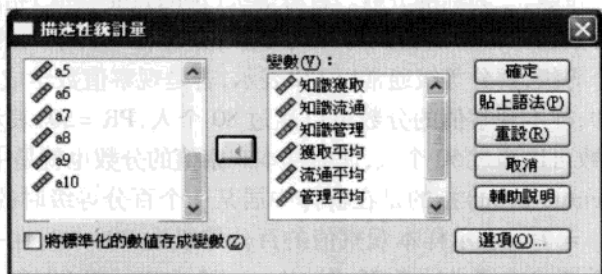 描述性統計量
a5
a6
a7
a8
a9
a10
變數(V)：
知識獲取
知識流通
知識管理
獲取平均
流通平均
管理平均
確定
貼上語法(P)
重設(R)
取消
輔助說明
選項(O)...
將標準化的數值存成變數(Z)